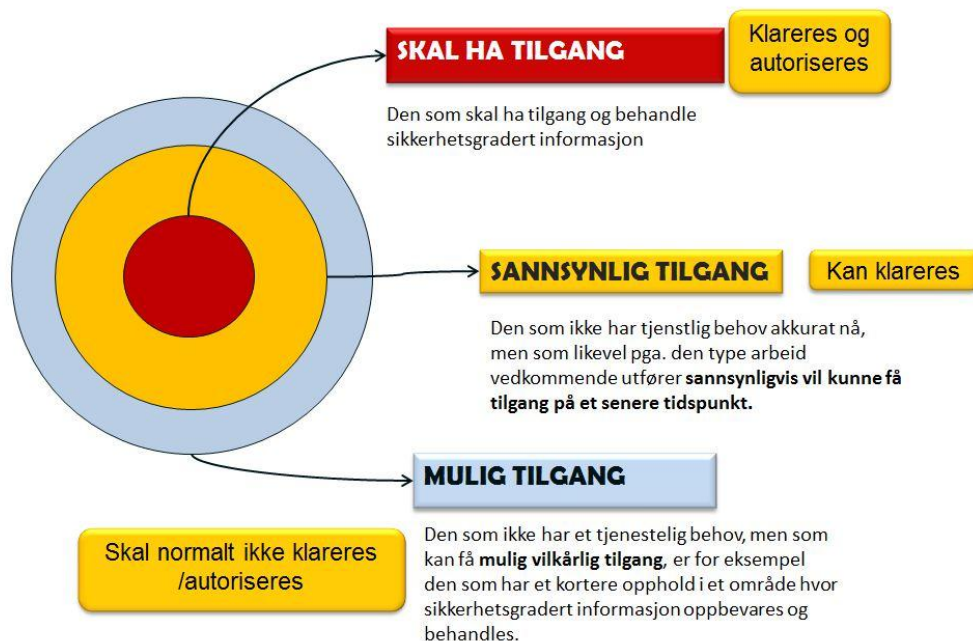 SKAL HA TILGANG
Klareres og
autoriseres
Den som skal ha tilgang og behandle
sikkerhetsgradert informasjon
SANNSYNLIG TILGANG
Kan klareres
Den som ikke har tjenstlig behov akkurat nå,
men som likevel pga. den type arbeid
vedkommende utfører sannsynligvis vil kunne få
tilgang på et senere tidspunkt.
MULIG TILGANG
Skal normalt ikke klareres
/autoriseres
Den som ikke har et tjenestelig behov, men som
kan få mulig vilkårlig tilgang, er for eksempel
den som har et kortere opphold i et område hvor
sikkerhetsgradert informasjon oppbevares og
behandles.